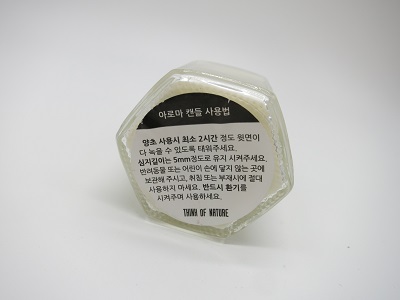 아로마 캔들 사용법
양초 사용시 최소 2시간 정도 윗면이
다 녹을 수 있도록 태워주세요.
심지길이는 5mm정도로 유지 시켜주세요.
반려동물 또는 어린이 손에 닿지 않는 곳에
보관해 주시고, 취침 또는 부재시에 절대
사용하지 마세요. 반드시 환기를
시켜주며 사용하세요.
THINK OF NATURE